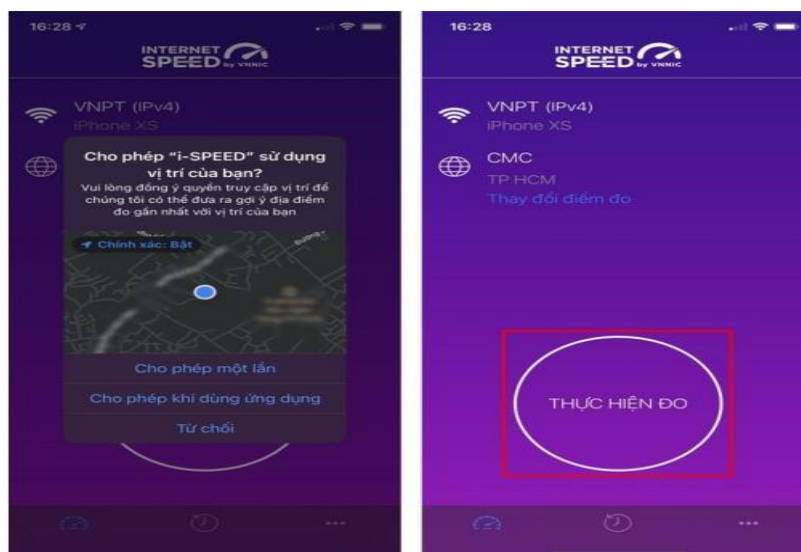 16:28
INTERNET
SPEED by VNNIC
VNPT (IPv4)
iPhone XS
Cho phép “i-SPEED” sử dụng
vị trí của bạn?
Vui lòng đồng ý quyền truy cập vị trí để
chúng tôi có thể đưa ra gợi ý địa điểm
đo gần nhất với vị trí của bạn
Chính xác: Bật
Cho phép một lần
Cho phép khi dùng ứng dụng
Từ chối
16:28
INTERNET
SPEED by VNNIC
VNPT (IPv4)
iPhone XS
CMC
TP HCM
Thay đổi điểm đo
THỰC HIỆN ĐO